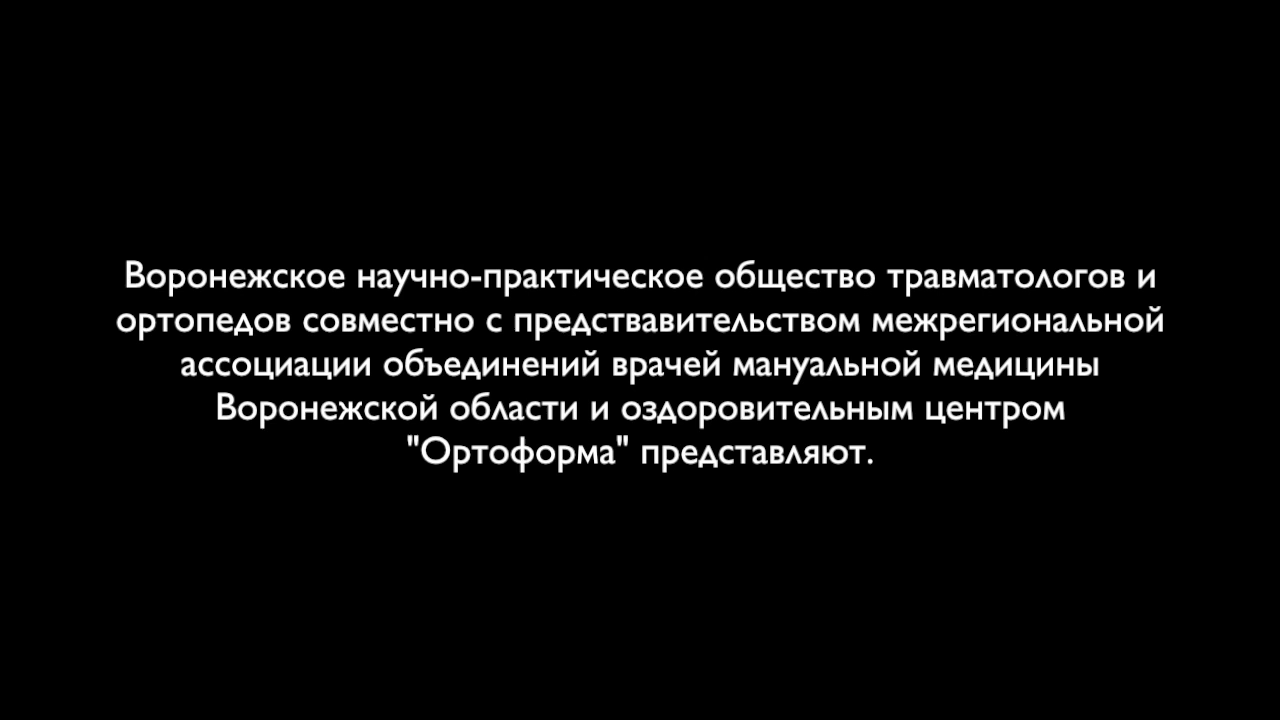 Воронежское научно-практическое общество травматологов и
ортопедов совместно с предствавительством межрегиональной
ассоциации объединений врачей мануальной медицины
Воронежской области и оздоровительным центром
"Ортоформа" представляют.